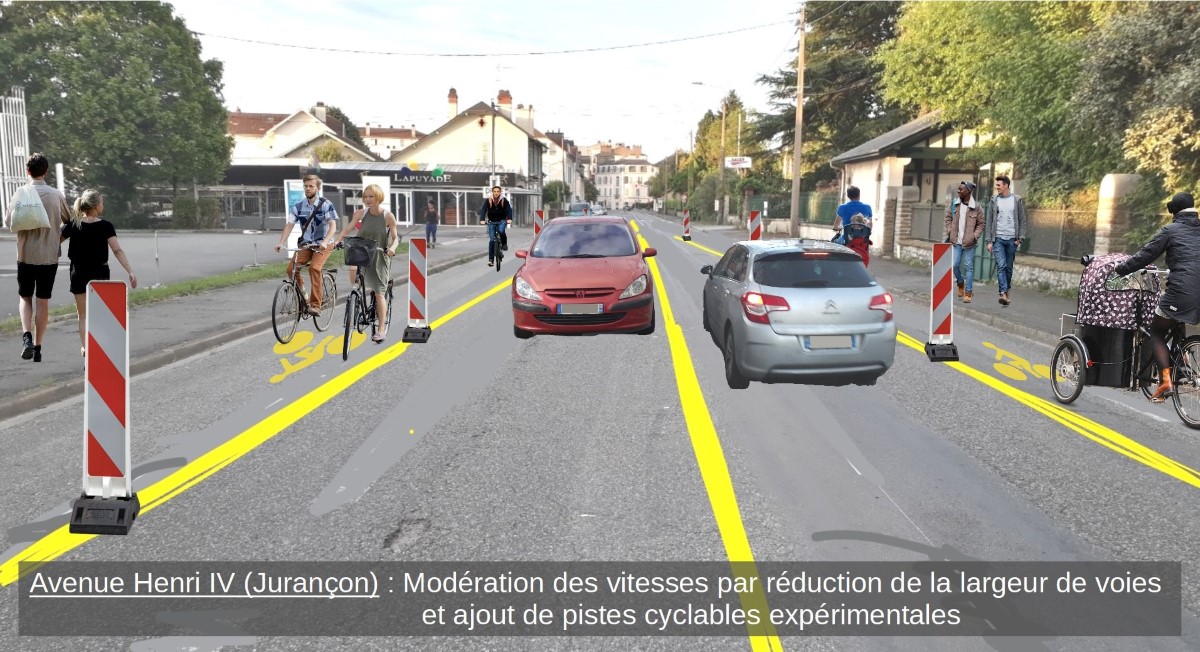 LAPUYADE
Avenue Henri IV (Jurançon) : Modération des vitesses par réduction de la largeur de voies
et ajout de pistes cyclables expérimentales